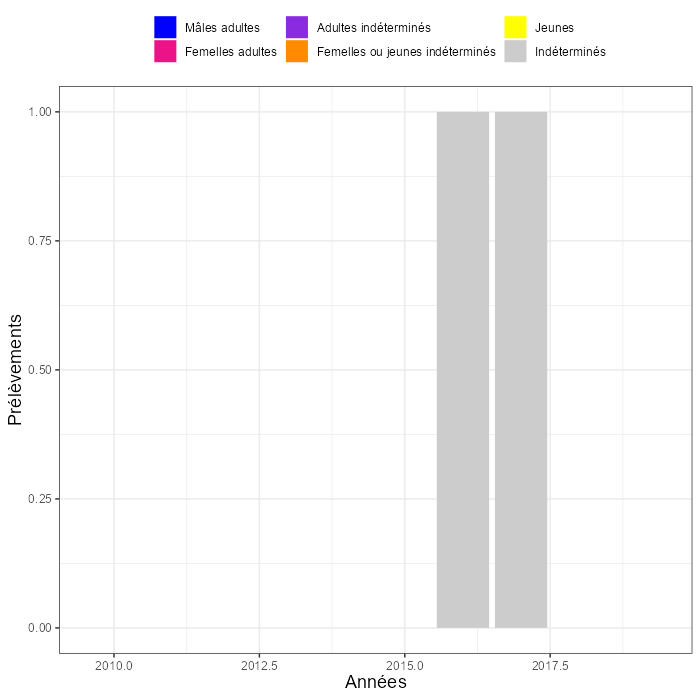 Mâles adultes
Adultes indéterminés
Jeunes
Femelles adultes
Femelles ou jeunes indéterminés
Indéterminés
1.00
0.75
0.50
0.25
0.00
Prélèvements
2010.0
2012.5
2015.0
2017.5
Années